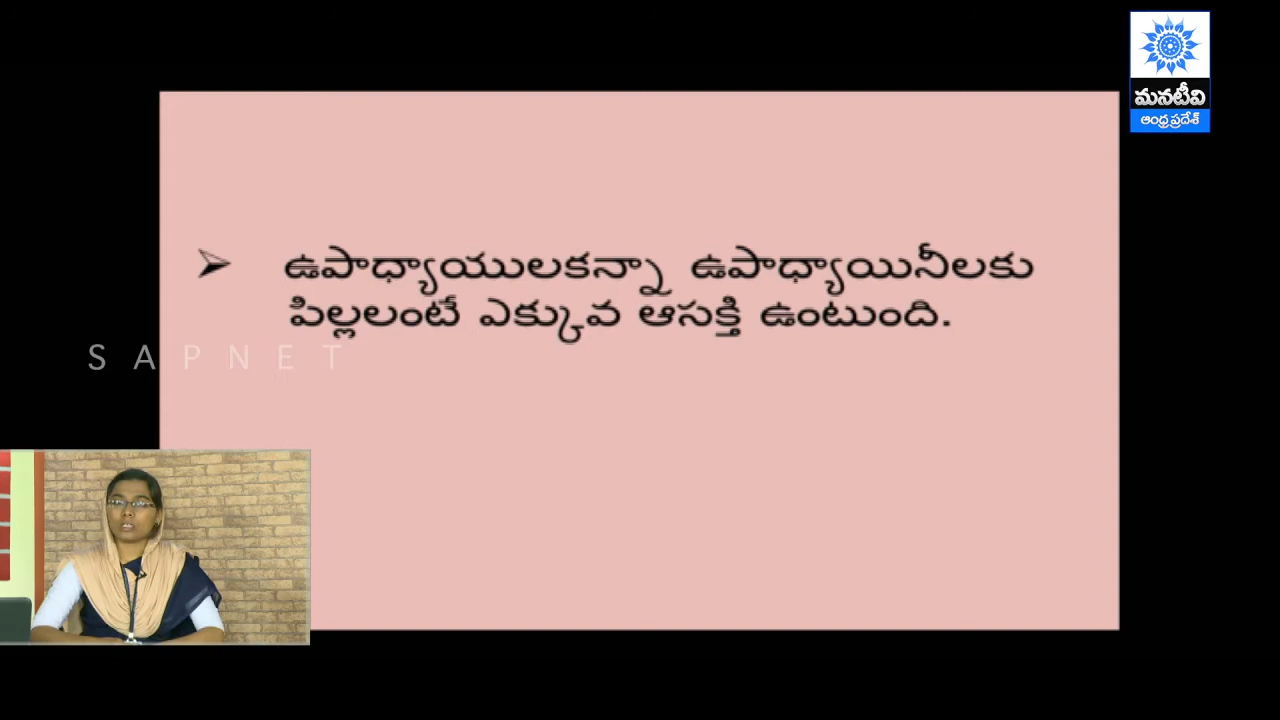 మనటీవి
ఆంధ్రప్రదేశ్
➢ ఉపాధ్యాయులకన్నా ఉపాధ్యాయినీలకు
పిల్లలంటే ఎక్కువ ఆసక్తి ఉంటుంది.
SAPNET